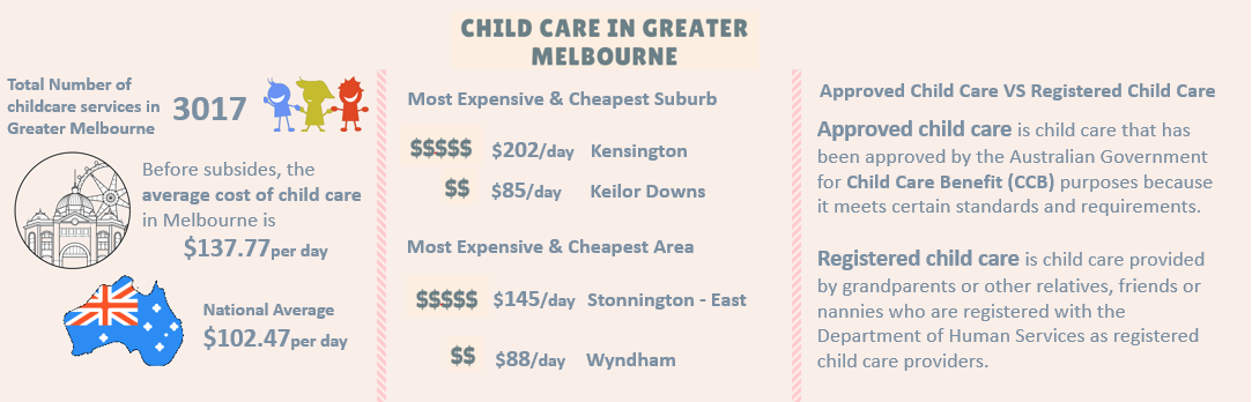 CHILD CARE IN GREATER
MELBOURNE
Total Number of
childcare services in
Greater Melbourne
3017
Before subsides, the
average cost of child care
in Melbourne is
$137.77per day
National Average
$102.47per day
Most Expensive & Cheapest Suburb
$$$$$ $202/day Kensington
$$ $85/day Keilor Downs
Most Expensive & Cheapest Area
$$$$$ $145/day Stonnington - East
$$ $88/day Wyndham
Approved Child Care VS Registered Child Care
Approved child care is child care that has
been approved by the Australian Government
for Child Care Benefit (CCB) purposes because
it meets certain standards and requirements.
Registered child care is child care provided
by grandparents or other relatives, friends or
nannies who are registered with the
Department of Human Services as registered
child care providers.